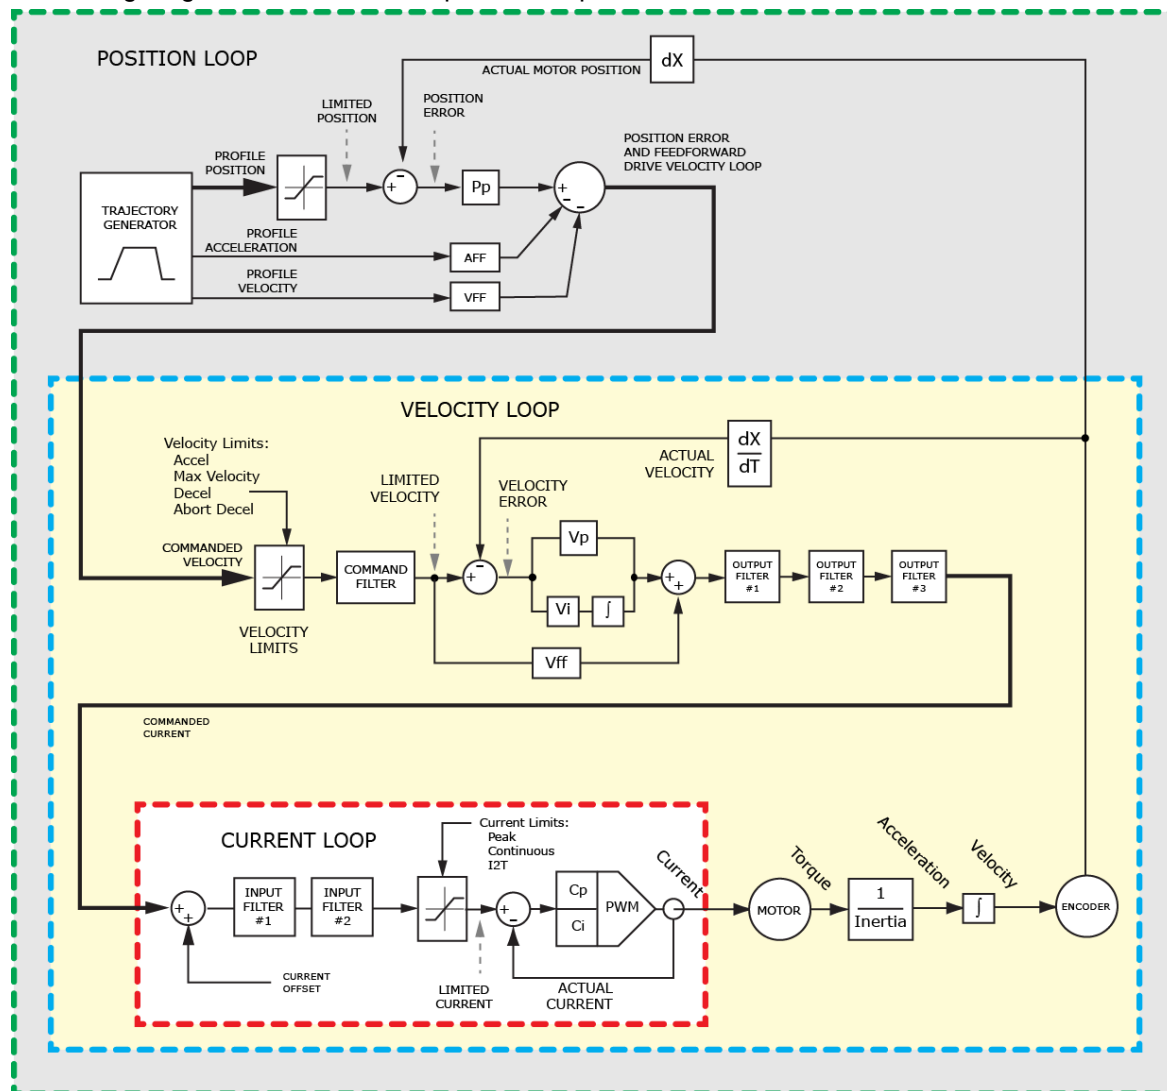 POSITION LOOP
dX
ACTUAL MOTOR POSITION
LIMITED
POSITION
POSITION
ERROR
POSITION ERROR
AND FEEDFORWARD
DRIVE VELOCITY LOOP
PROFILE
POSITION
+
-
Pp
+
-
-
TRAJECTORY
GENERATOR
PROFILE
ACCELERATION
AFF
PROFILE
VELOCITY
VFF
VELOCITY LOOP
Velocity Limits:
Accel
Max Velocity
Decel
Abort Decel
LIMITED
VELOCITY
VELOCITY
ERROR
ACTUAL
VELOCITY
dX
dT
COMMANDED
VELOCITY
COMMAND
FILTER
+
-
Vp
Vi
∫
+
+
OUTPUT
FILTER
#1
OUTPUT
FILTER
#2
OUTPUT
FILTER
#3
VELOCITY
LIMITS
Vff
COMMANDED
CURRENT
CURRENT LOOP
Current Limits:
Peak
Continuous
I2T
+
+
INPUT
FILTER
#1
INPUT
FILTER
#2
+
-
Cp
Ci
PWM
Current
MOTOR
Torque
1
Inertia
Acceleration
∫
Velocity
ENCODER
CURRENT
OFFSET
LIMITED
CURRENT
ACTUAL
CURRENT